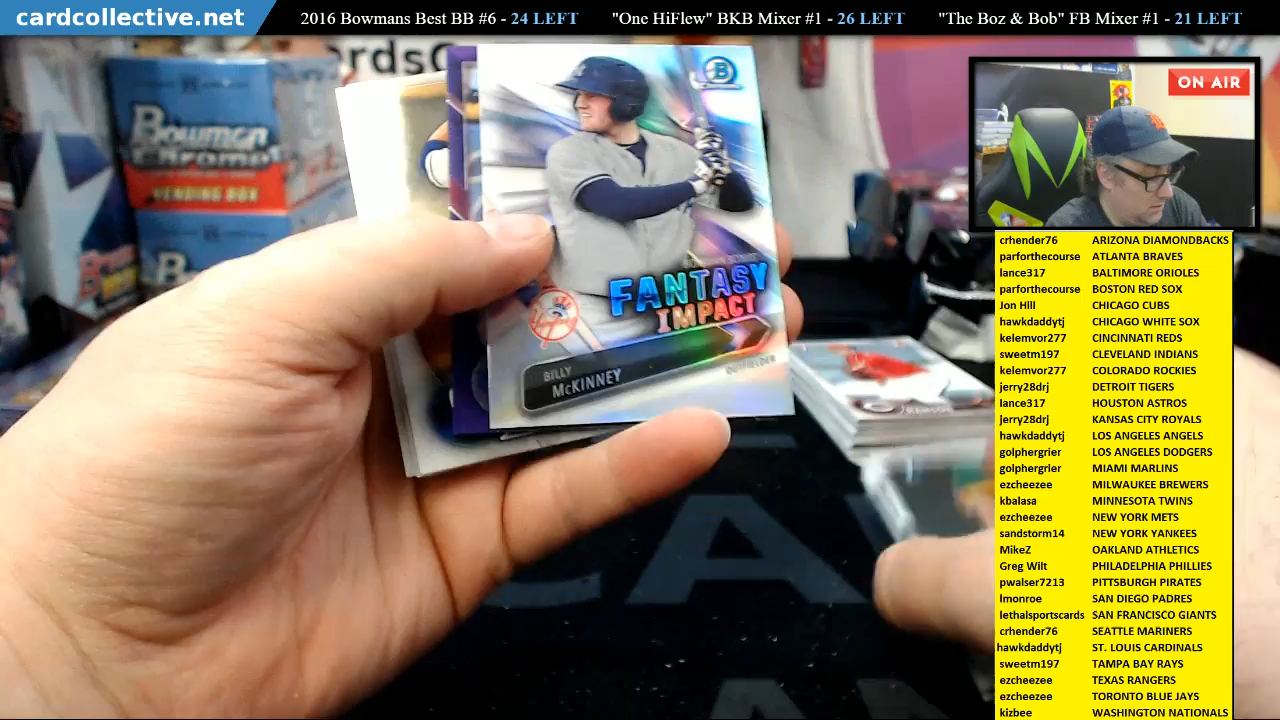 cardcollective.net
2016 Bowmans Best BB #6 - 24 LEFT
"One HiFlew" BKB Mixer #1 - 26 LEFT
"The Boz & Bob" FB Mixer #1 - 21 LEFT
ON AIR
Bowman
Chrome
VENDING BOX
FANTASY
IMPACT
BILLY
McKINNEY
OUTFIELDER
crhender76 ARIZONA DIAMONDBACKS
parforthecourse ATLANTA BRAVES
lance317 BALTIMORE ORIOLES
parforthecourse BOSTON RED SOX
Jon Hill CHICAGO CUBS
hawkdaddytj CHICAGO WHITE SOX
kelemvor277 CINCINNATI REDS
sweetm197 CLEVELAND INDIANS
kelemvor277 COLORADO ROCKIES
jerry28drj DETROIT TIGERS
lance317 HOUSTON ASTROS
jerry28drj KANSAS CITY ROYALS
hawkdaddytj LOS ANGELES ANGELS
golphergrier LOS ANGELES DODGERS
golphergrier MIAMI MARLINS
ezcheezee MILWAUKEE BREWERS
kbalasa MINNESOTA TWINS
ezcheezee NEW YORK METS
sandstorm14 NEW YORK YANKEES
MikeZ OAKLAND ATHLETICS
Greg Wilt PHILADELPHIA PHILLIES
pwalser7213 PITTSBURGH PIRATES
lmonroe SAN DIEGO PADRES
lethalsportscards SAN FRANCISCO GIANTS
crhender76 SEATTLE MARINERS
hawkdaddytj ST. LOUIS CARDINALS
sweetm197 TAMPA BAY RAYS
ezcheezee TEXAS RANGERS
ezcheezee TORONTO BLUE JAYS
kizbee WASHINGTON NATIONALS